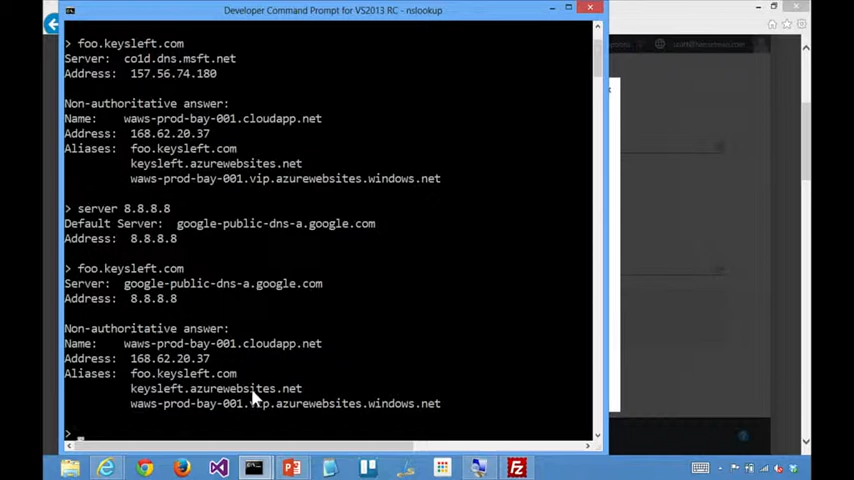 Developer Command Prompt for VS2013 RC - nslookup
> foo.keysleft.com
Server:  co1d.dns.msft.net
Address:  157.56.74.180
Non-authoritative answer:
Name:    waws-prod-bay-001.cloudapp.net
Address:  168.62.20.37
Aliases:  foo.keysleft.com
keysleft.azurewebsites.net
waws-prod-bay-001.vip.azurewebsites.windows.net
> server 8.8.8.8
Default Server:  google-public-dns-a.google.com
Address:  8.8.8.8
> foo.keysleft.com
Server:  google-public-dns-a.google.com
Address:  8.8.8.8
Non-authoritative answer:
Name:    waws-prod-bay-001.cloudapp.net
Address:  168.62.20.37
Aliases:  foo.keysleft.com
keysleft.azurewebsites.net
waws-prod-bay-001.vip.azurewebsites.windows.net
>